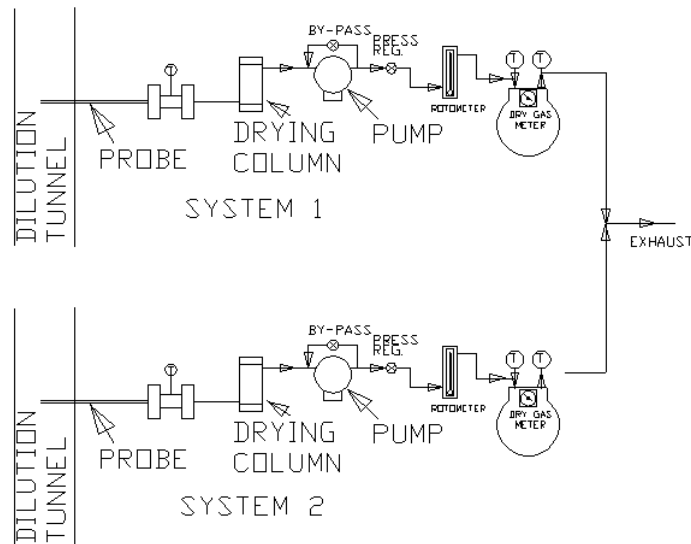 BY-PASS
PRESS
REG.
T
T
T
DILUTION
TUNNEL
PROBE
DRYING
COLUMN
PUMP
ROTOMETER
DRY GAS
METER
SYSTEM 1
EXHAUST
BY-PASS
PRESS
REG.
T
T
T
DILUTION
TUNNEL
PROBE
DRYING
COLUMN
PUMP
ROTOMETER
DRY GAS
METER
SYSTEM 2